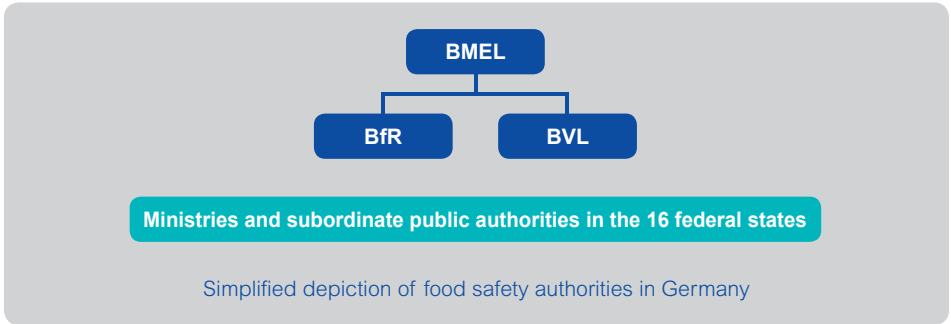 BMEL
BfR
BVL
Ministries and subordinate public authorities in the 16 federal states
Simplified depiction of food safety authorities in Germany